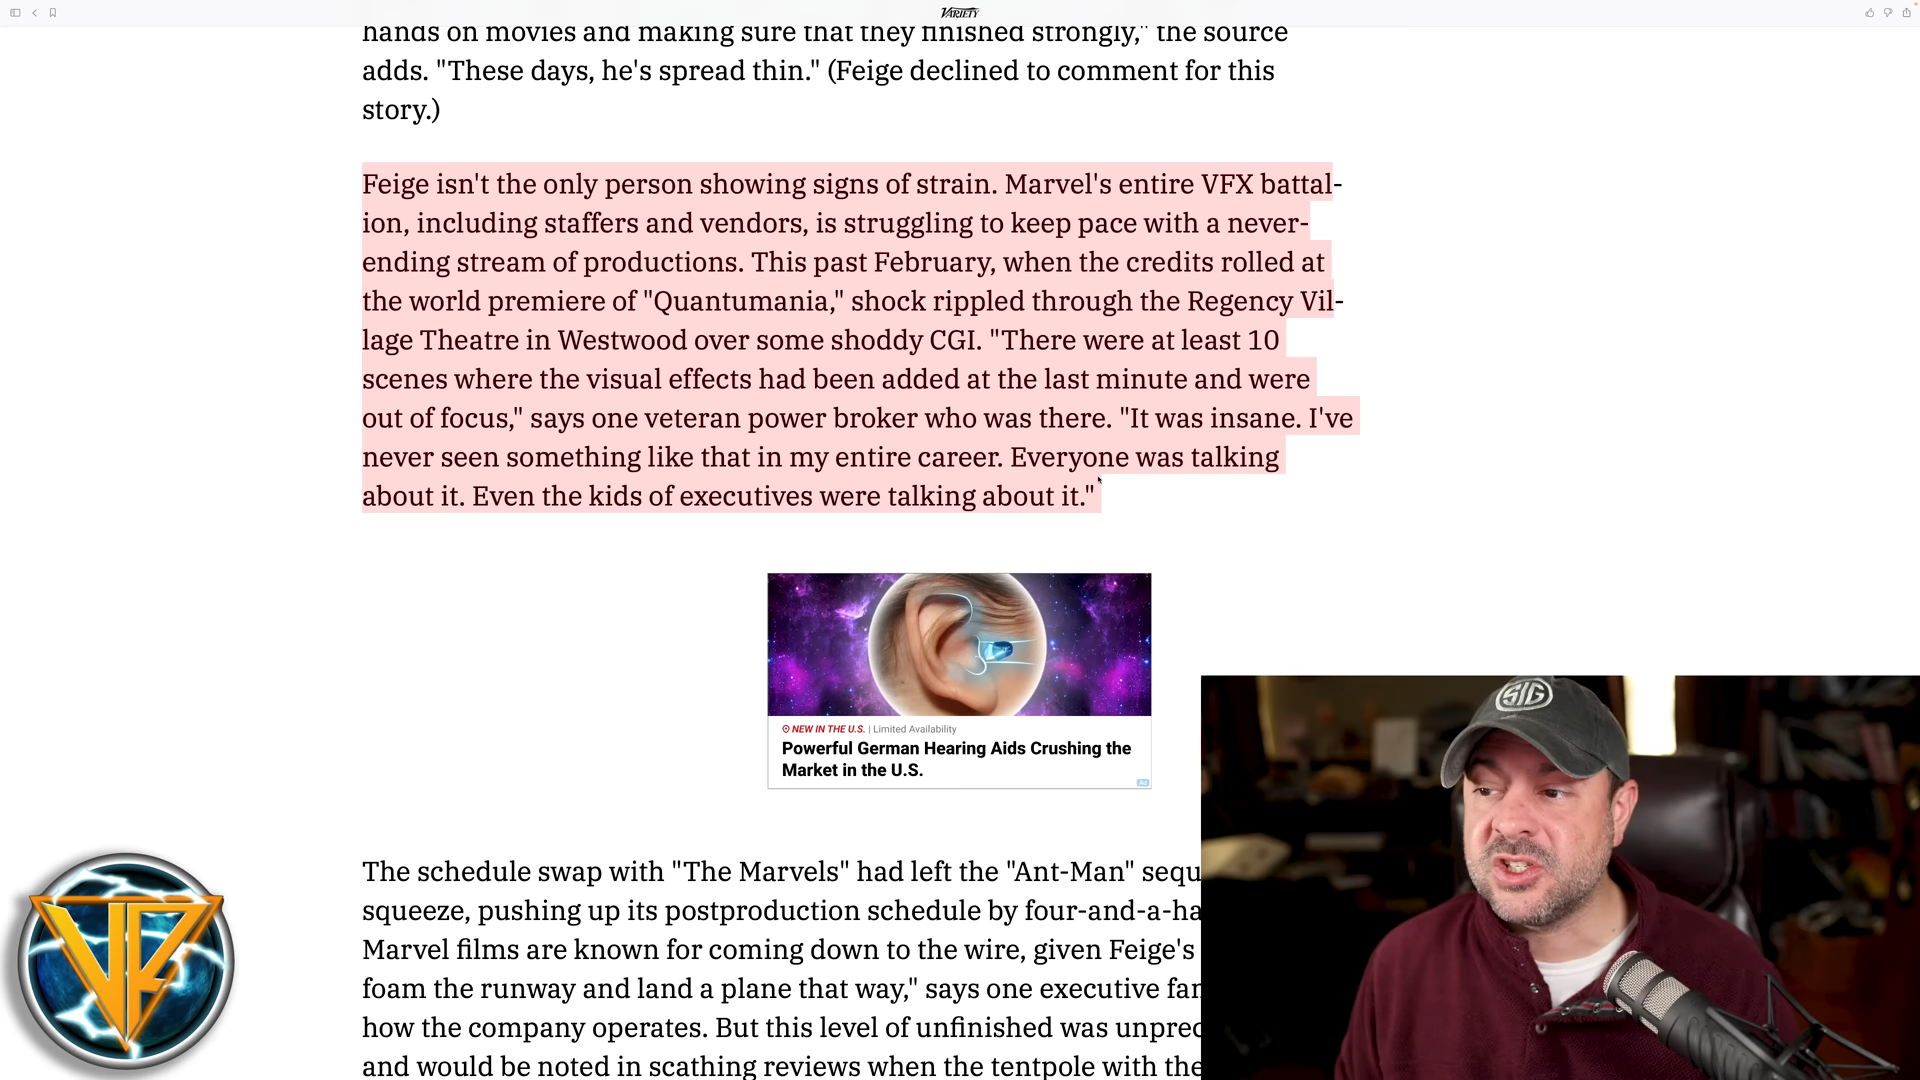 VARIETY
hands on movies and making sure that they finished strongly," the source
adds. "These days, he's spread thin." (Feige declined to comment for this
story.)
Feige isn't the only person showing signs of strain. Marvel's entire VFX battal-
ion, including staffers and vendors, is struggling to keep pace with a never-
ending stream of productions. This past February, when the credits rolled at
the world premiere of "Quantumania," shock rippled through the Regency Vil-
lage Theatre in Westwood over some shoddy CGI. "There were at least 10
scenes where the visual effects had been added at the last minute and were
out of focus," says one veteran power broker who was there. "It was insane. I've
never seen something like that in my entire career. Everyone was talking
about it. Even the kids of executives were talking about it."
NEW IN THE U.S. | Limited Availability
Powerful German Hearing Aids Crushing the
Market in the U.S.
Ad
The schedule swap with "The Marvels" had left the "Ant-Man" sequ
squeeze, pushing up its postproduction schedule by four-and-a-ha
Marvel films are known for coming down to the wire, given Feige's
foam the runway and land a plane that way," says one executive fam
how the company operates. But this level of unfinished was unprec
and would be noted in scathing reviews when the tentpole with the
SIG
VF